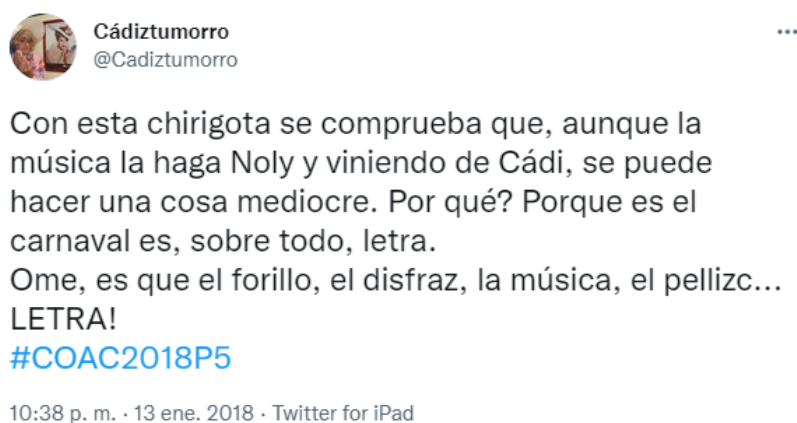 Cádiztumorro
@Cadiztumorro
Con esta chirigota se comprueba que, aunque la
música la haga Noly y viniendo de Cádi, se puede
hacer una cosa mediocre. Por qué? Porque es el
carnaval es, sobre todo, letra.
Ome, es que el forillo, el disfraz, la música, el pellizc...
LETRA!
#COAC2018P5
10:38 p. m. · 13 ene. 2018 · Twitter for iPad